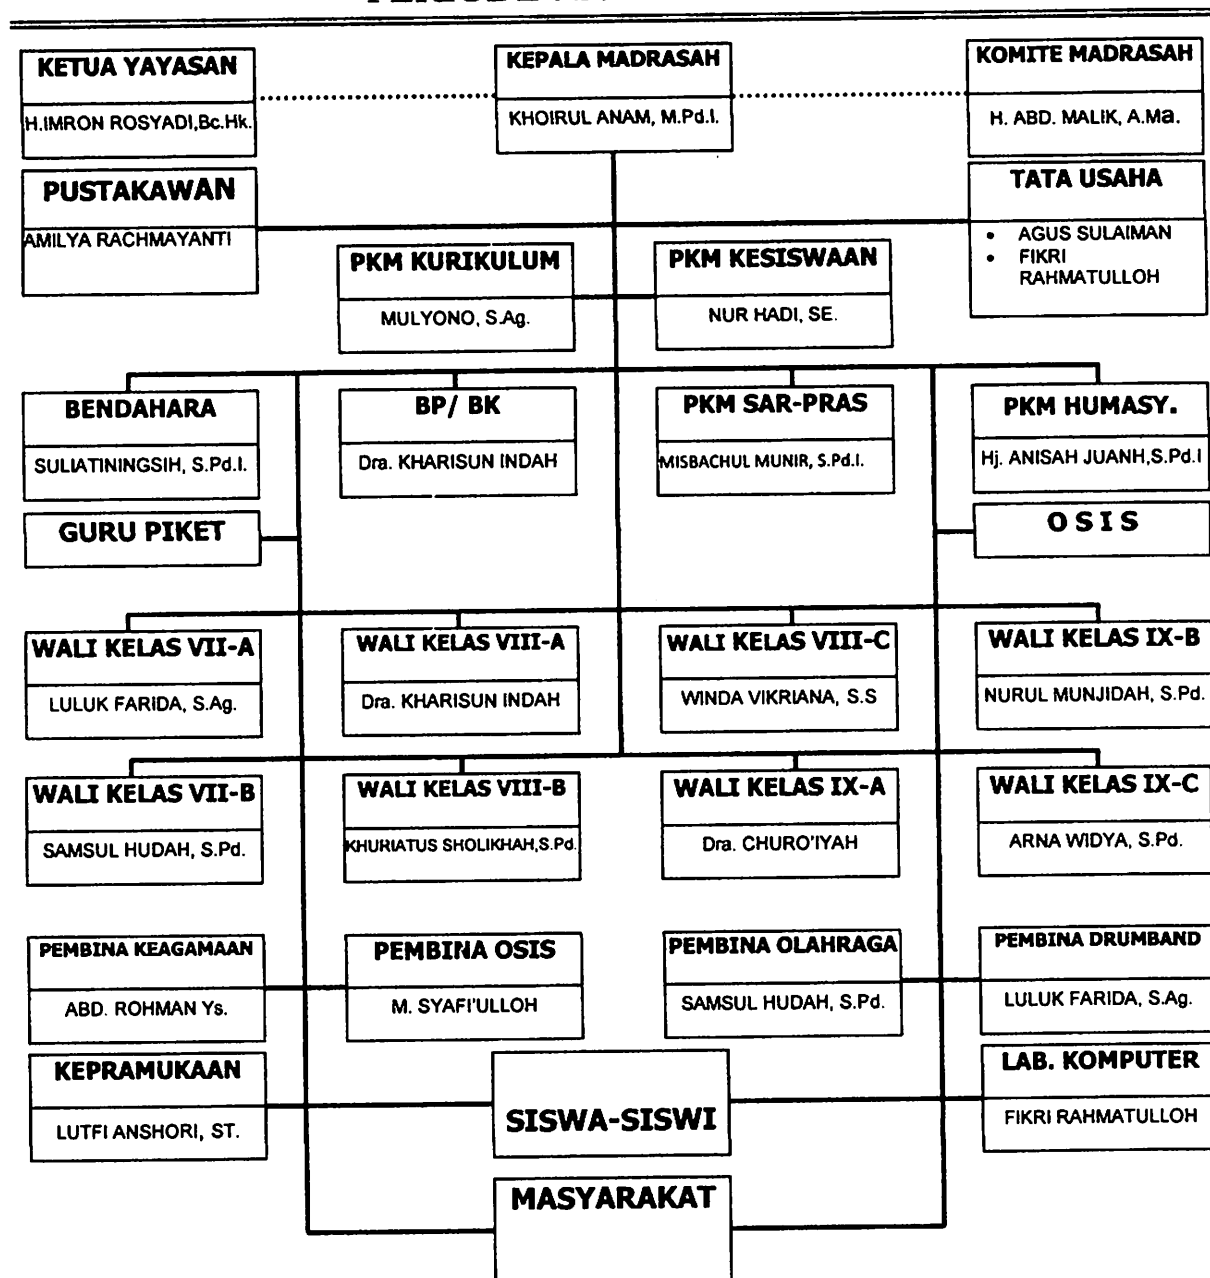 KETUA YAYASAN
H.IMRON ROSYADI,Bc.Hk.
KEPALA MADRASAH
KHOIRUL ANAM, M.Pd.I.
KOMITE MADRASAH
H. ABD. MALIK, A.Ma.
PUSTAKAWAN
AMILYA RACHMAYANTI
TATA USAHA
• AGUS SULAIMAN
• FIKRI
RAHMATULLOH
PKM KURIKULUM
MULYONO, S.Ag.
PKM KESISWAAN
NUR HADI, SE.
BENDAHARA
SULIATININGSIH, S.Pd.I.
BP/ BK
Dra. KHARISUN INDAH
PKM SAR-PRAS
MISBACHUL MUNIR, S.Pd.I.
PKM HUMASY.
Hj. ANISAH JUANH,S.Pd.I
GURU PIKET
O S I S
WALI KELAS VII-A
LULUK FARIDA, S.Ag.
WALI KELAS VIII-A
Dra. KHARISUN INDAH
WALI KELAS VIII-C
WINDA VIKRIANA, S.S
WALI KELAS IX-B
NURUL MUNJIDAH, S.Pd.
WALI KELAS VII-B
SAMSUL HUDAH, S.Pd.
WALI KELAS VIII-B
KHURIATUS SHOLIKHAH,S.Pd.
WALI KELAS IX-A
Dra. CHURO'IYAH
WALI KELAS IX-C
ARNA WIDYA, S.Pd.
PEMBINA KEAGAMAAN
ABD. ROHMAN Ys.
PEMBINA OSIS
M. SYAFI'ULLOH
PEMBINA OLAHRAGA
SAMSUL HUDAH, S.Pd.
PEMBINA DRUMBAND
LULUK FARIDA, S.Ag.
KEPRAMUKAAN
LUTFI ANSHORI, ST.
SISWA-SISWI
LAB. KOMPUTER
FIKRI RAHMATULLOH
MASYARAKAT